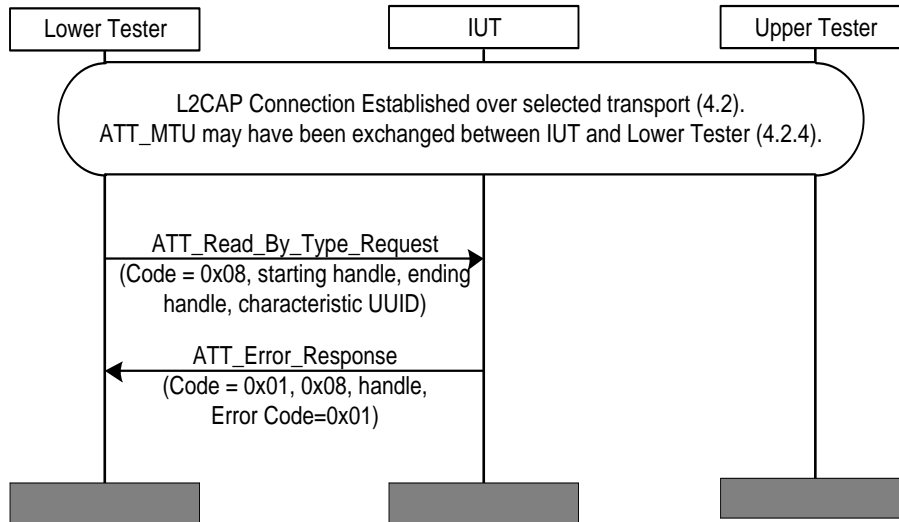 Lower Tester
IUT
Upper Tester
L2CAP Connection Established over selected transport (4.2).
ATT_MTU may have been exchanged between IUT and Lower Tester (4.2.4).
ATT_Read_By_Type_Request
(Code = 0x08, starting handle, ending
handle, characteristic UUID)
ATT_Error_Response
(Code = 0x01, 0x08, handle,
Error Code=0x01)